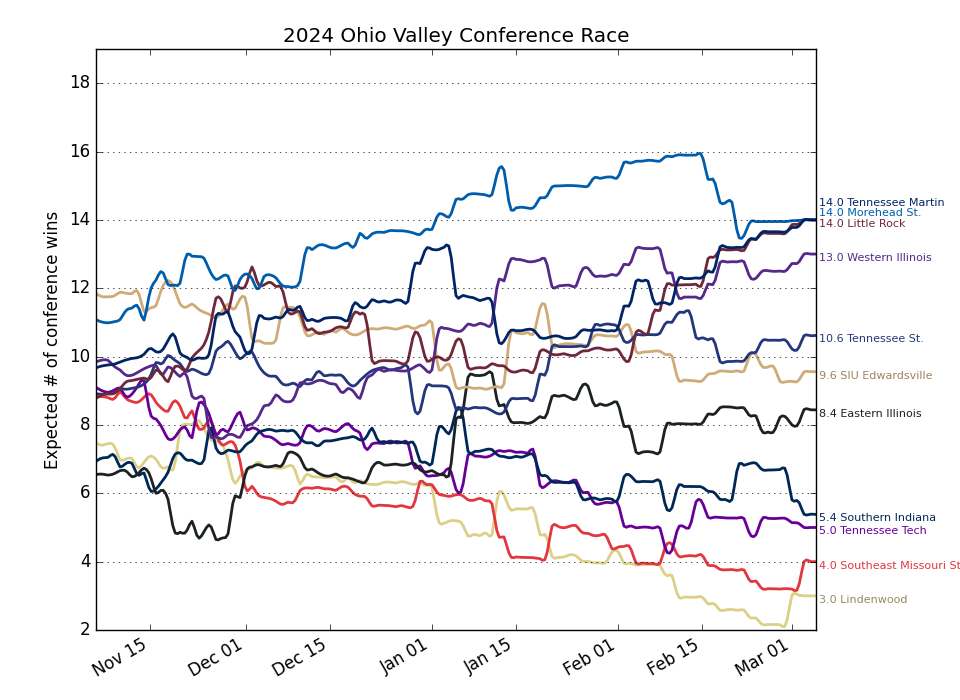 2024 Ohio Valley Conference Race
Expected # of conference wins
18
16
14
12
10
8
6
4
2
Nov 15
Dec 01
Dec 15
Jan 01
Jan 15
Feb 01
Feb 15
Mar 01
14.0 Tennessee Martin
14.0 Morehead St.
14.0 Little Rock
13.0 Western Illinois
10.6 Tennessee St.
9.6 SIU Edwardsville
8.4 Eastern Illinois
5.4 Southern Indiana
5.0 Tennessee Tech
4.0 Southeast Missouri St
3.0 Lindenwood